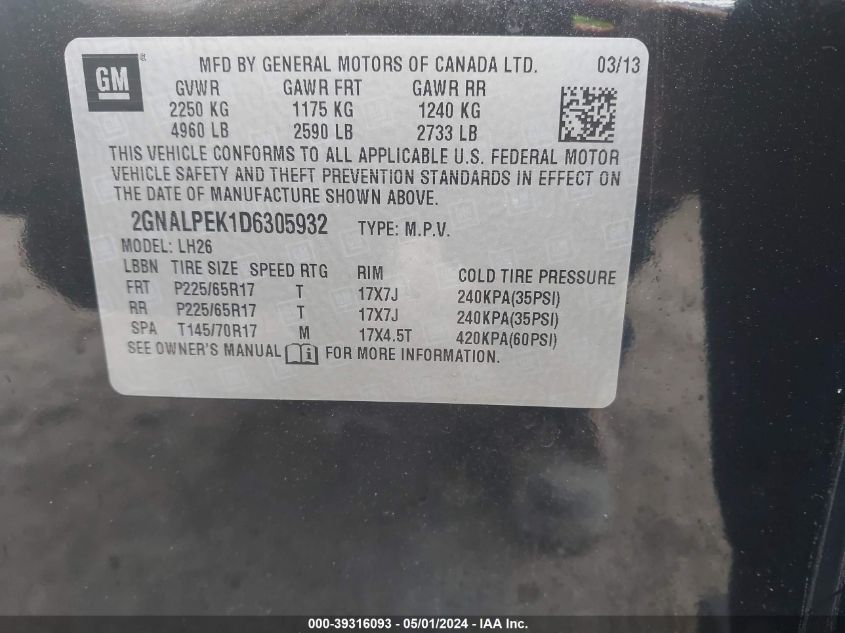 GM ®
MFD BY GENERAL MOTORS OF CANADA LTD. 03/13
GVWR GAWR FRT GAWR RR
2250 KG 1175 KG 1240 KG
4960 LB 2590 LB 2733 LB
THIS VEHICLE CONFORMS TO ALL APPLICABLE U.S. FEDERAL MOTOR
VEHICLE SAFETY AND THEFT PREVENTION STANDARDS IN EFFECT ON
THE DATE OF MANUFACTURE SHOWN ABOVE.
2GNALPEK1D6305932 TYPE: M.P.V.
MODEL: LH26
LBBN TIRE SIZE SPEED RTG RIM COLD TIRE PRESSURE
FRT P225/65R17 T 17X7J 240KPA(35PSI)
RR P225/65R17 T 17X7J 240KPA(35PSI)
SPA T145/70R17 M 17X4.5T 420KPA(60PSI)
SEE OWNER'S MANUAL i FOR MORE INFORMATION.
000-39316093 - 05/01/2024 - IAA Inc.